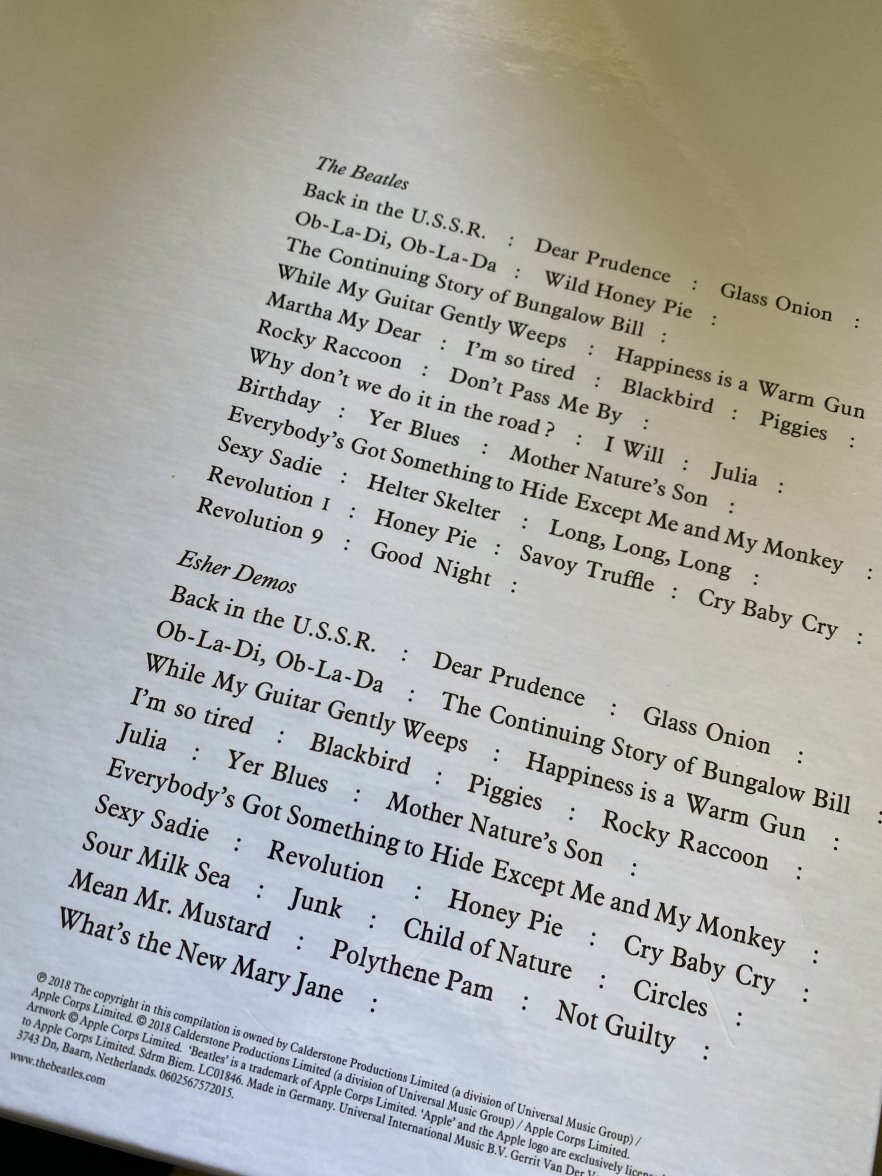 The Beatles
Back in the U.S.S.R. : Dear Prudence : Glass Onion :
Ob-La-Di, Ob-La-Da : Wild Honey Pie :
The Continuing Story of Bungalow Bill :
While My Guitar Gently Weeps : Happiness is a Warm Gun
Martha My Dear : I'm so tired : Blackbird : Piggies :
Rocky Raccoon : Don't Pass Me By :
Why don't we do it in the road? : I Will : Julia :
Birthday : Yer Blues : Mother Nature's Son :
Everybody's Got Something to Hide Except Me and My Monkey :
Sexy Sadie : Helter Skelter : Long, Long, Long :
Revolution 1 : Honey Pie : Savoy Truffle : Cry Baby Cry :
Revolution 9 : Good Night :
Esher Demos
Back in the U.S.S.R. : Dear Prudence : Glass Onion :
Ob-La-Di, Ob-La-Da : The Continuing Story of Bungalow Bill :
While My Guitar Gently Weeps : Happiness is a Warm Gun :
I'm so tired : Blackbird : Piggies : Rocky Raccoon :
Julia : Yer Blues : Mother Nature's Son :
Everybody's Got Something to Hide Except Me and My Monkey :
Sexy Sadie : Revolution : Honey Pie : Cry Baby Cry :
Sour Milk Sea : Junk : Child of Nature : Circles :
Mean Mr. Mustard : Polythene Pam : Not Guilty :
What's the New Mary Jane :
℗ 2018 The copyright in this compilation is owned by Calderstone Productions Limited (a division of Universal Music Group) /
Apple Corps Limited. © 2018 Calderstone Productions Limited (a division of Universal Music Group) / Apple Corps Limited.
Artwork © Apple Corps Limited. 'Beatles' is a trademark of Apple Corps Limited. 'Apple' and the Apple logo are exclusively
to Apple Corps Limited. Sdrm Biem. LC01846. Made in Germany. Universal International Music B.V. Gerrit Van Der
3743 Dn, Baarn, Netherlands. 0602567572015.
www.thebeatles.com